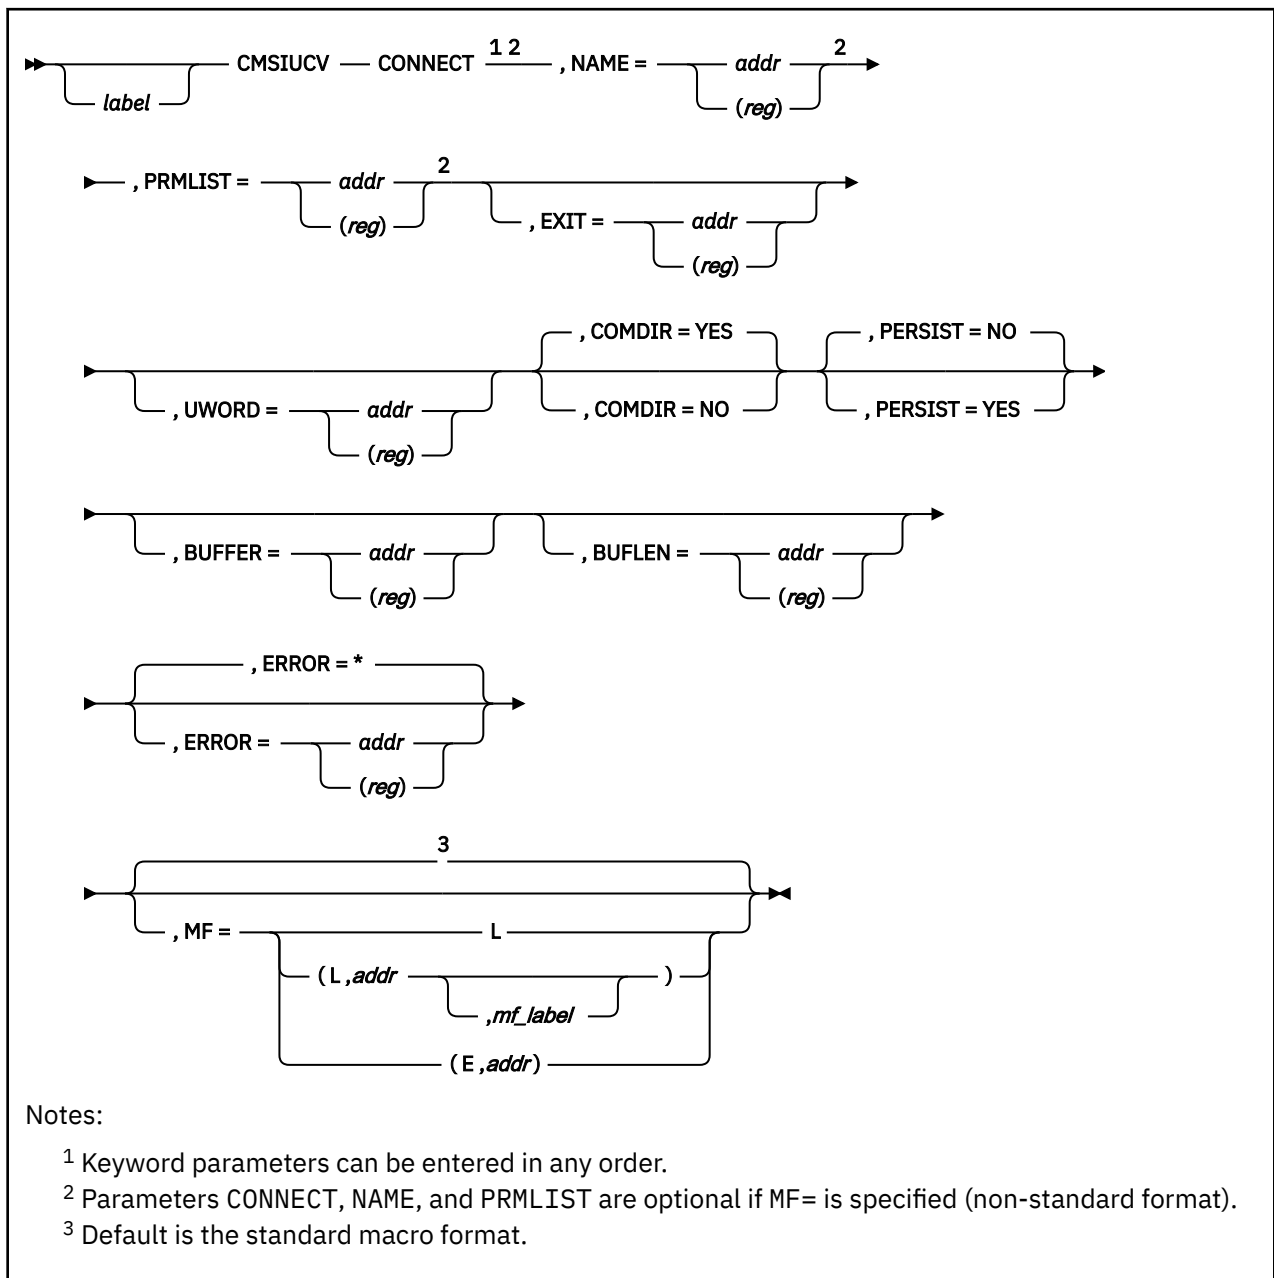 CMSIUCV CONNECT 1 2 , NAME = addr 2
label (reg)
, PRMLIST = addr 2
(reg) , EXIT = addr
(reg)
, COMDIR = YES , PERSIST = NO
, UWORD = addr , COMDIR = NO , PERSIST = YES
(reg)
, BUFFER = addr , BUFLEN = addr
(reg) (reg)
, ERROR = *
, ERROR = addr
(reg)
3
, MF = L
( L ,addr )
,mf_label
( E ,addr )
Notes:
1 Keyword parameters can be entered in any order.
2 Parameters CONNECT, NAME, and PRMLIST are optional if MF= is specified (non-standard format).
3 Default is the standard macro format.